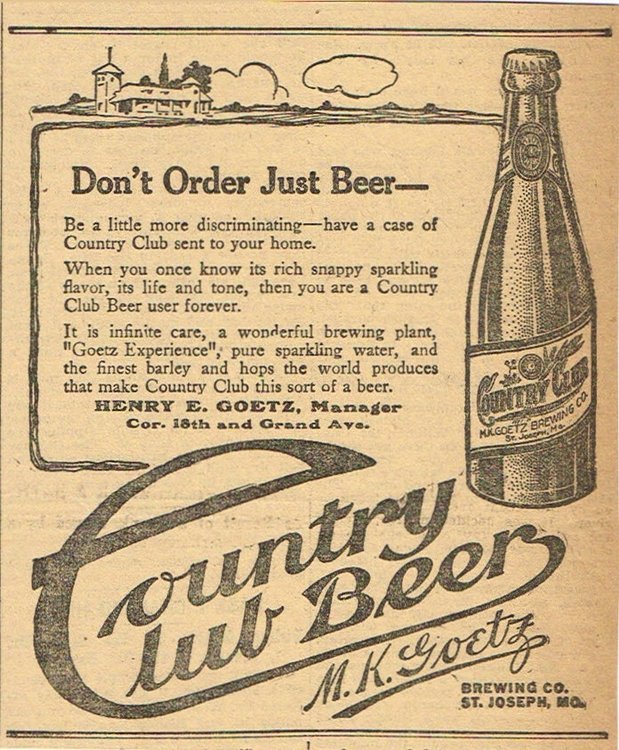 Don't Order Just Beer—
Be a little more discriminating—have a case of
Country Club sent to your home.
When you once know its rich snappy sparkling
flavor, its life and tone, then you are a Country
Club Beer user forever.
It is infinite care, a wonderful brewing plant,
"Goetz Experience", pure sparkling water, and
the finest barley and hops the world produces
that make Country Club this sort of a beer.
HENRY E. GOETZ, Manager
Cor. 18th and Grand Ave.
COUNTRY CLUB
M.K. GOETZ BREWING CO.
ST. JOSEPH, MO.
Country
Club Beer
M. K. Goetz
BREWING CO.
ST. JOSEPH, MO.